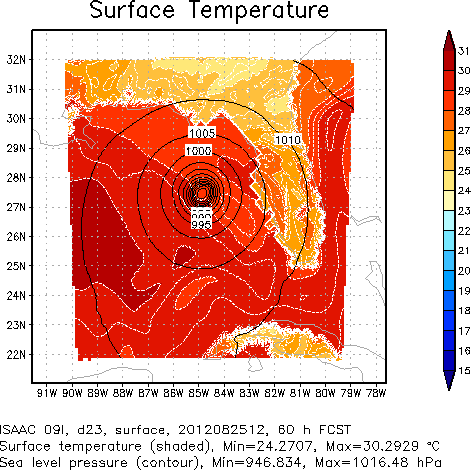 Surface Temperature
32N
31N
30N
29N
28N
27N
26N
25N
24N
23N
22N
1005
1010
1000
995
91W 90W 89W 88W 87W 86W 85W 84W 83W 82W 81W 80W 79W 78W
31
30
29
28
27
26
25
24
23
22
21
20
19
18
17
16
15
ISAAC 09l, d23, surface, 2012082512, 60 h FCST
Surface temperature (shaded), Min=24.2707, Max=30.2929 °C
Sea level pressure (contour), Min=946.834, Max=1016.48 hPa